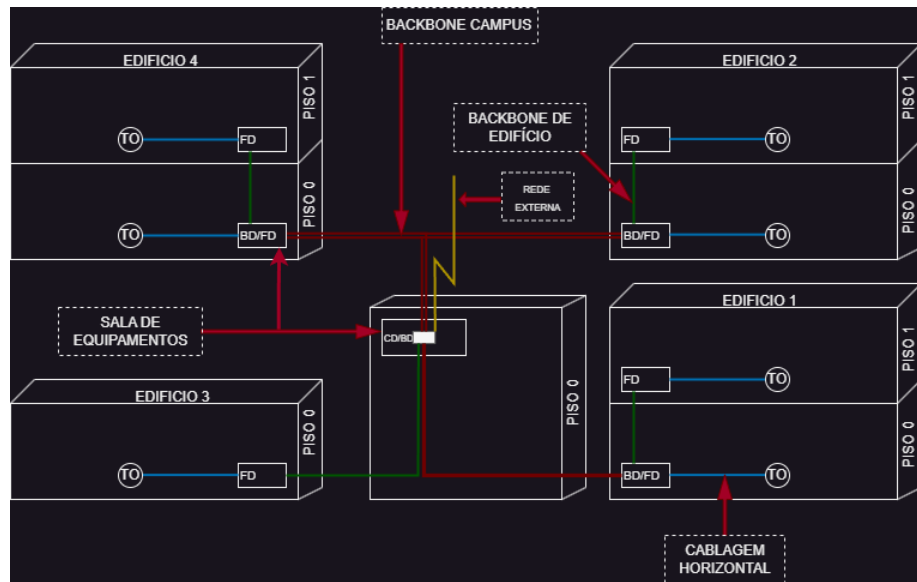 BACKBONE CAMPUS
EDIFICIO 4
PISO 1
TO
FD
PISO 0
TO
BD/FD
EDIFICIO 2
PISO 1
FD
TO
PISO 0
BD/FD
TO
BACKBONE DE
EDIFÍCIO
REDE
EXTERNA
SALA DE
EQUIPAMENTOS
CD/BD
PISO 0
EDIFICIO 3
PISO 0
TO
FD
EDIFICIO 1
PISO 1
FD
TO
PISO 0
BD/FD
TO
CABLAGEM
HORIZONTAL